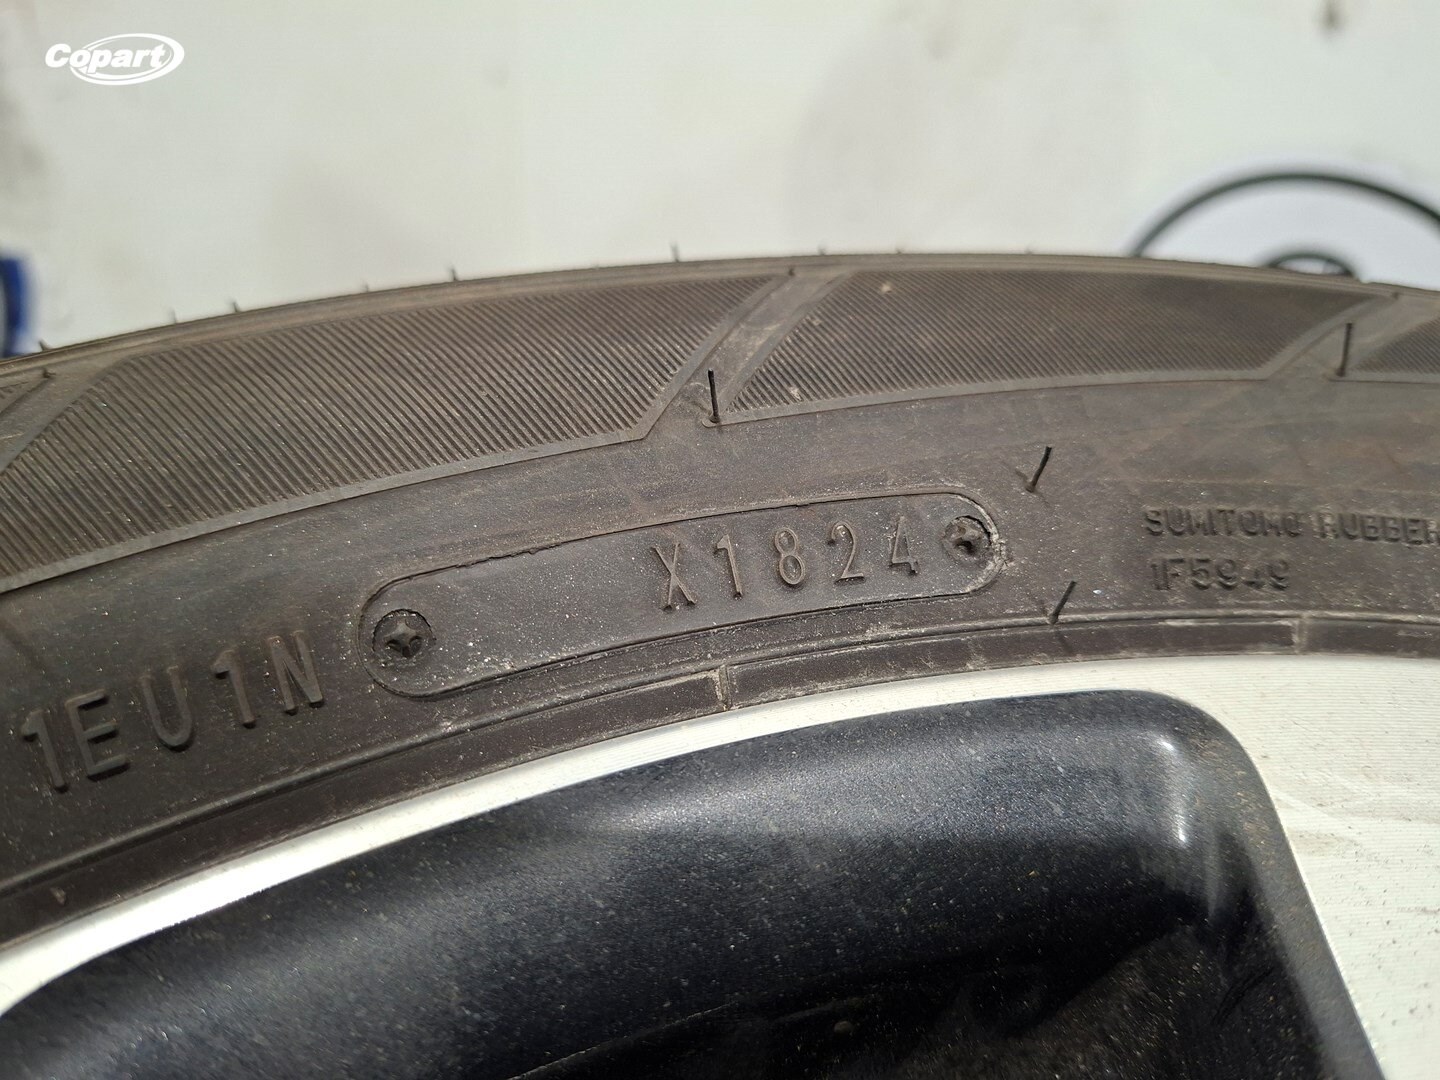 Copart
1EU1N X1824
SUMITOMO RUBBER
1F5949